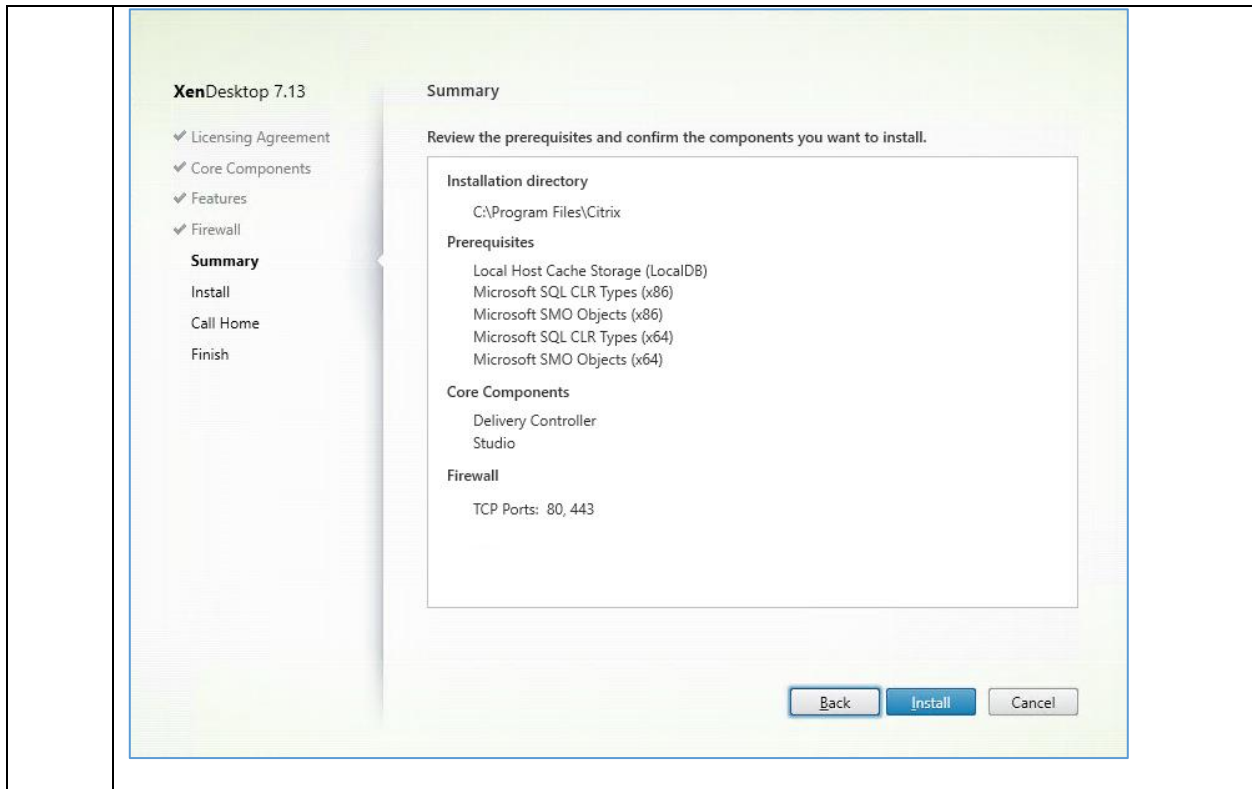 XenDesktop 7.13
Licensing Agreement
Core Components
Features
Firewall
Summary
Install
Call Home
Finish
Summary
Review the prerequisites and confirm the components you want to install.
Installation directory
C:\Program Files\Citrix
Prerequisites
Local Host Cache Storage (LocalDB)
Microsoft SQL CLR Types (x86)
Microsoft SMO Objects (x86)
Microsoft SQL CLR Types (x64)
Microsoft SMO Objects (x64)
Core Components
Delivery Controller
Studio
Firewall
TCP Ports: 80, 443
Back Install Cancel